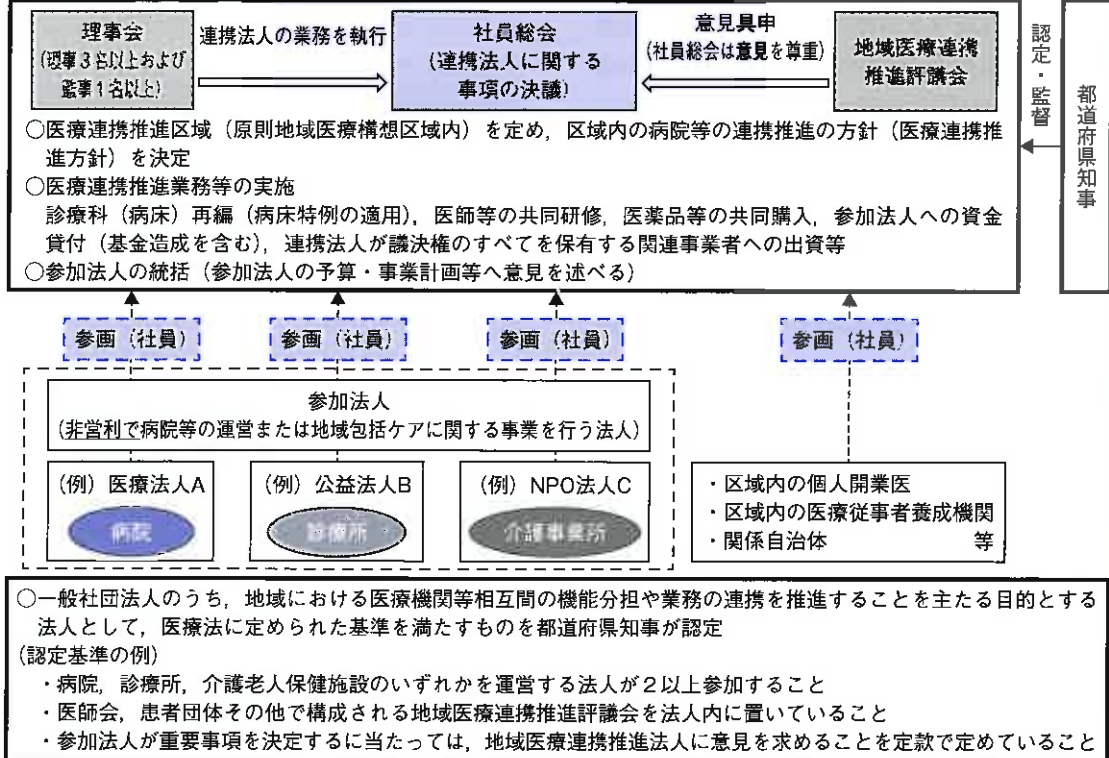 理事会
(理事3名以上および
監事1名以上)
連携法人の業務を執行
社員総会
(連携法人に関する
事項の決議)
意見具申
(社員総会は意見を尊重)
地域医療連携
推進評議会
認定・監督
都道府県知事
○医療連携推進区域（原則地域医療構想区域内）を定め，区域内の病院等の連携推進の方針（医療連携推
進方針）を決定
○医療連携推進業務等の実施
診療科（病床）再編（病床特例の適用），医師等の共同研修，医薬品等の共同購入，参加法人への資金
貸付（基金造成を含む），連携法人が議決権のすべてを保有する関連事業者への出資等
○参加法人の統括（参加法人の予算・事業計画等へ意見を述べる）
参画（社員）
参画（社員）
参画（社員）
参画（社員）
参加法人
(非営利で病院等の運営または地域包括ケアに関する事業を行う法人)
(例）医療法人A
病院
(例）公益法人B
診療所
(例）NPO法人C
介護事業所
・区域内の個人開業医
・区域内の医療従事者養成機関
・関係自治体 等
○一般社団法人のうち，地域における医療機関等相互間の機能分担や業務の連携を推進することを主たる目的とする
法人として，医療法に定められた基準を満たすものを都道府県知事が認定
(認定基準の例)
・病院，診療所，介護老人保健施設のいずれかを運営する法人が２以上参加すること
・医師会，患者団体その他で構成される地域医療連携推進評議会を法人内に置いていること
・参加法人が重要事項を決定するに当たっては，地域医療連携推進法人に意見を求めることを定款で定めていること